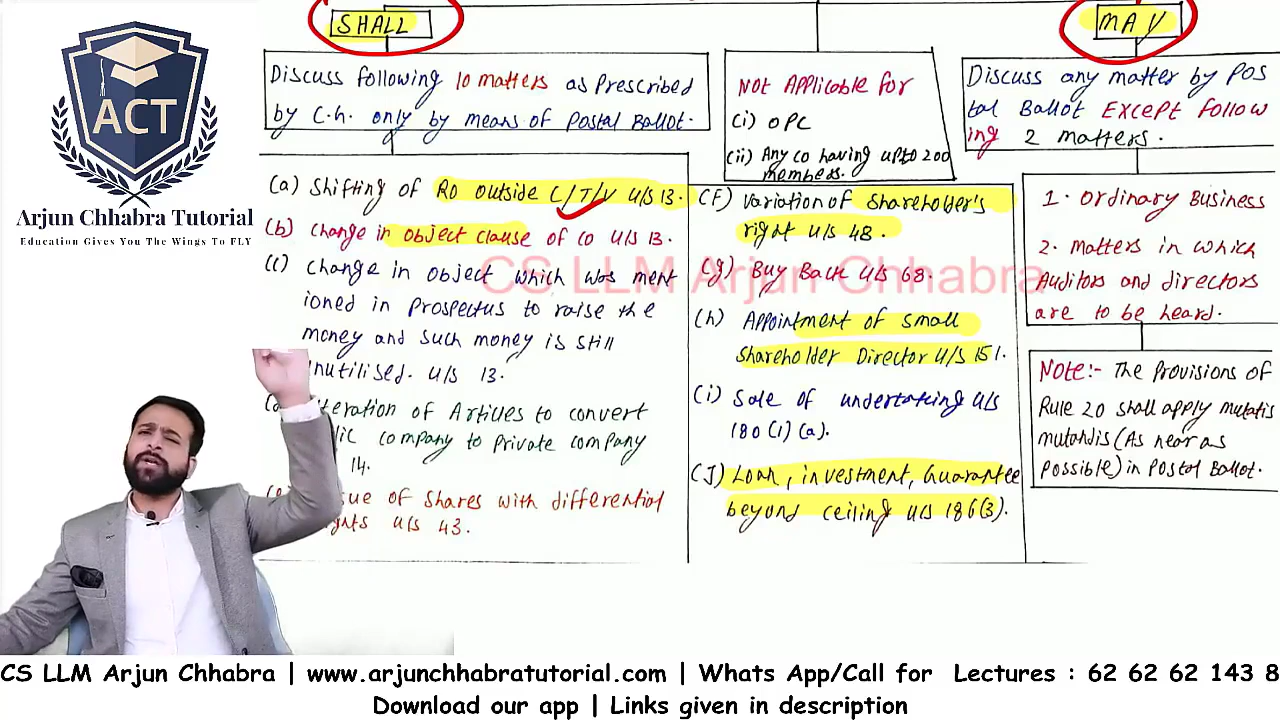 SHALL
MAY
Discuss following 10 matters as Prescribed
by C.h. only by means of Postal Ballot.
Not Applicable for
(i) OPC
(ii) Any co having upto 200
members.
Discuss any matter by Pos
tal Ballot Except follow
ing 2 matters.
(a) Shifting of RO outside C/T/V u/s 13.
(b) Change in object clause of co u/s 13.
(c) Change in object which was ment
ioned in Prospectus to raise the
money and such money is still
u/s 13.
of Articles to convert
company to Private company
14.
of shares with differential
u/s 43.
(f) Variation of shareholder's
right u/s 48.
(g) Buy Back u/s 68.
(h) Appointment of small
shareholder Director u/s 151.
(i) Sale of undertaking u/s
180(1)(a).
(J) Loan, investment, Guarantee
beyond ceiling u/s 186(3).
1. Ordinary Business
2. Matters in which
Auditors and directors
are to be heard.
Note:- The Provisions of
Rule 20 shall apply mutatis
mutandis (As near as
possible) in Postal Ballot.
CS LLM Arjun Chhabra
ACT
Arjun Chhabra Tutorial
Education Gives You The Wings To FLY
CS LLM Arjun Chhabra | www.arjunchhabratutorial.com | Whats App/Call for Lectures : 62 62 62 143 8
Download our app | Links given in description